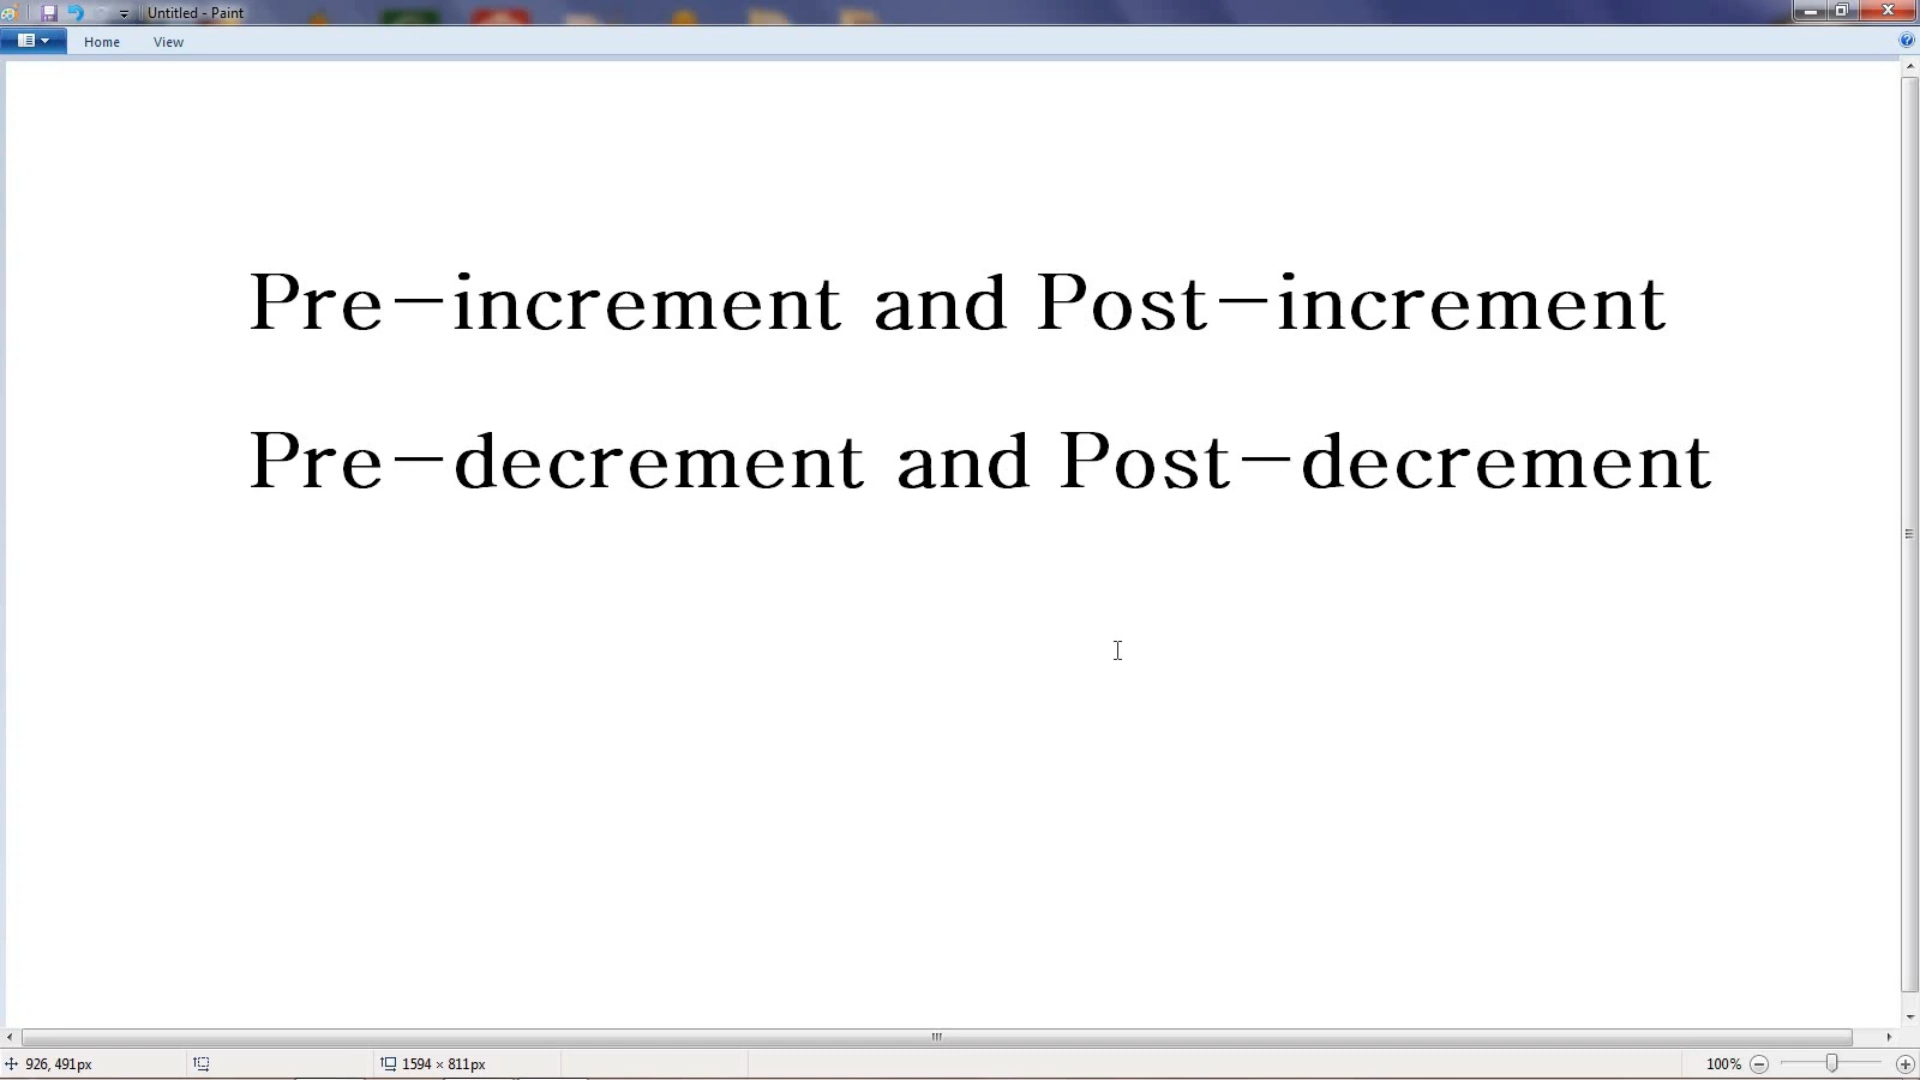 Untitled - Paint
Home View
Pre-increment and Post-increment
Pre-decrement and Post-decrement
926, 491px 1594 × 811px 100%